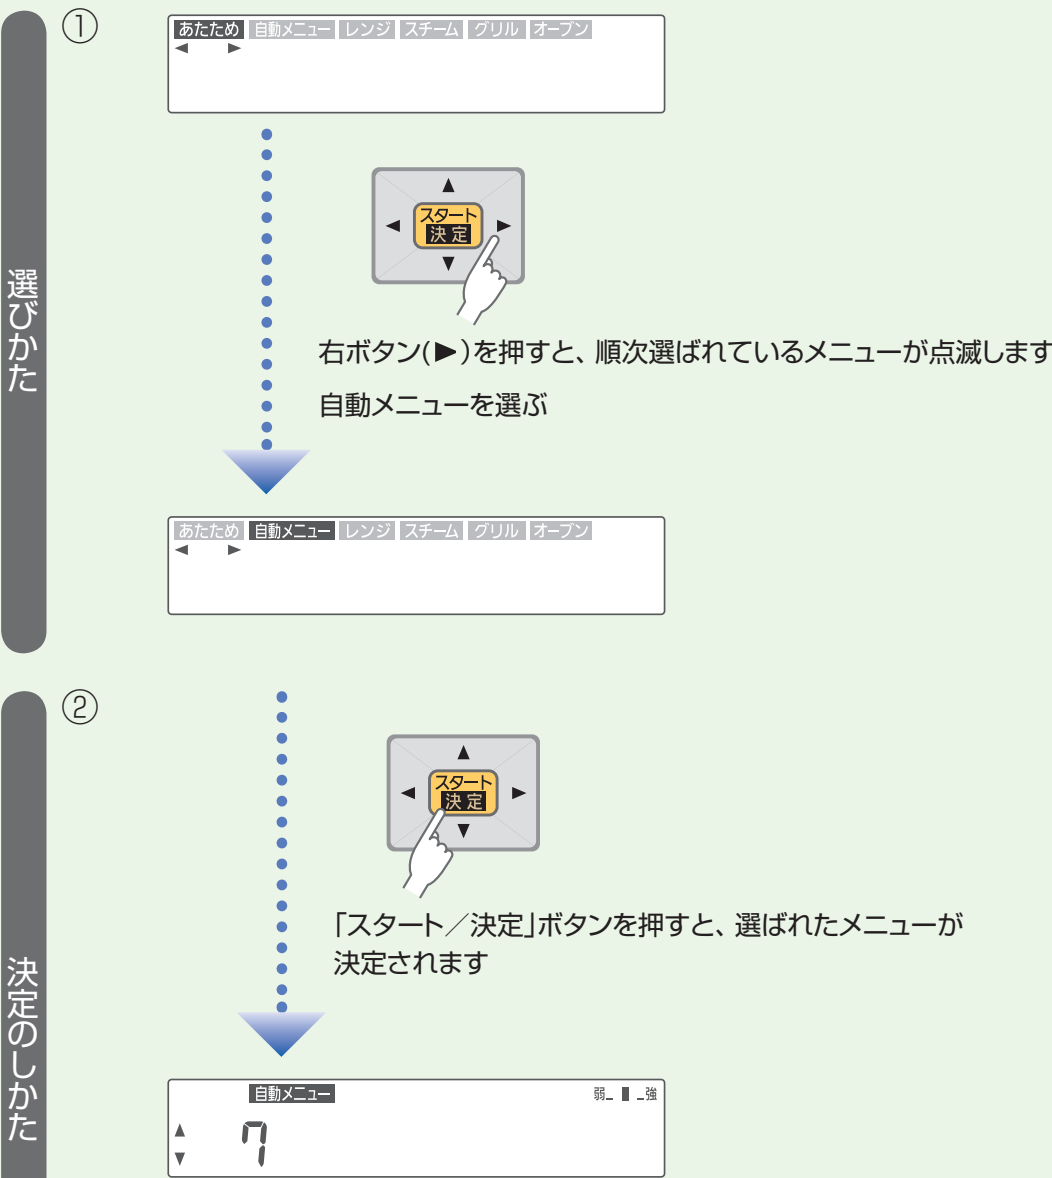 選びかた
①
あたため 自動メニュー レンジ スチーム グリル オーブン
◀ ▶
▲
◀ スタート ▶
決定
▼
右ボタン(▶)を押すと、順次選ばれているメニューが点滅します
自動メニューを選ぶ
あたため 自動メニュー レンジ スチーム グリル オーブン
◀ ▶
決定のしかた
②
▲
◀ スタート ▶
決定
▼
「スタート／決定」ボタンを押すと、選ばれたメニューが
決定されます
自動メニュー 弱_ ▮ _強
▲
▼ 7